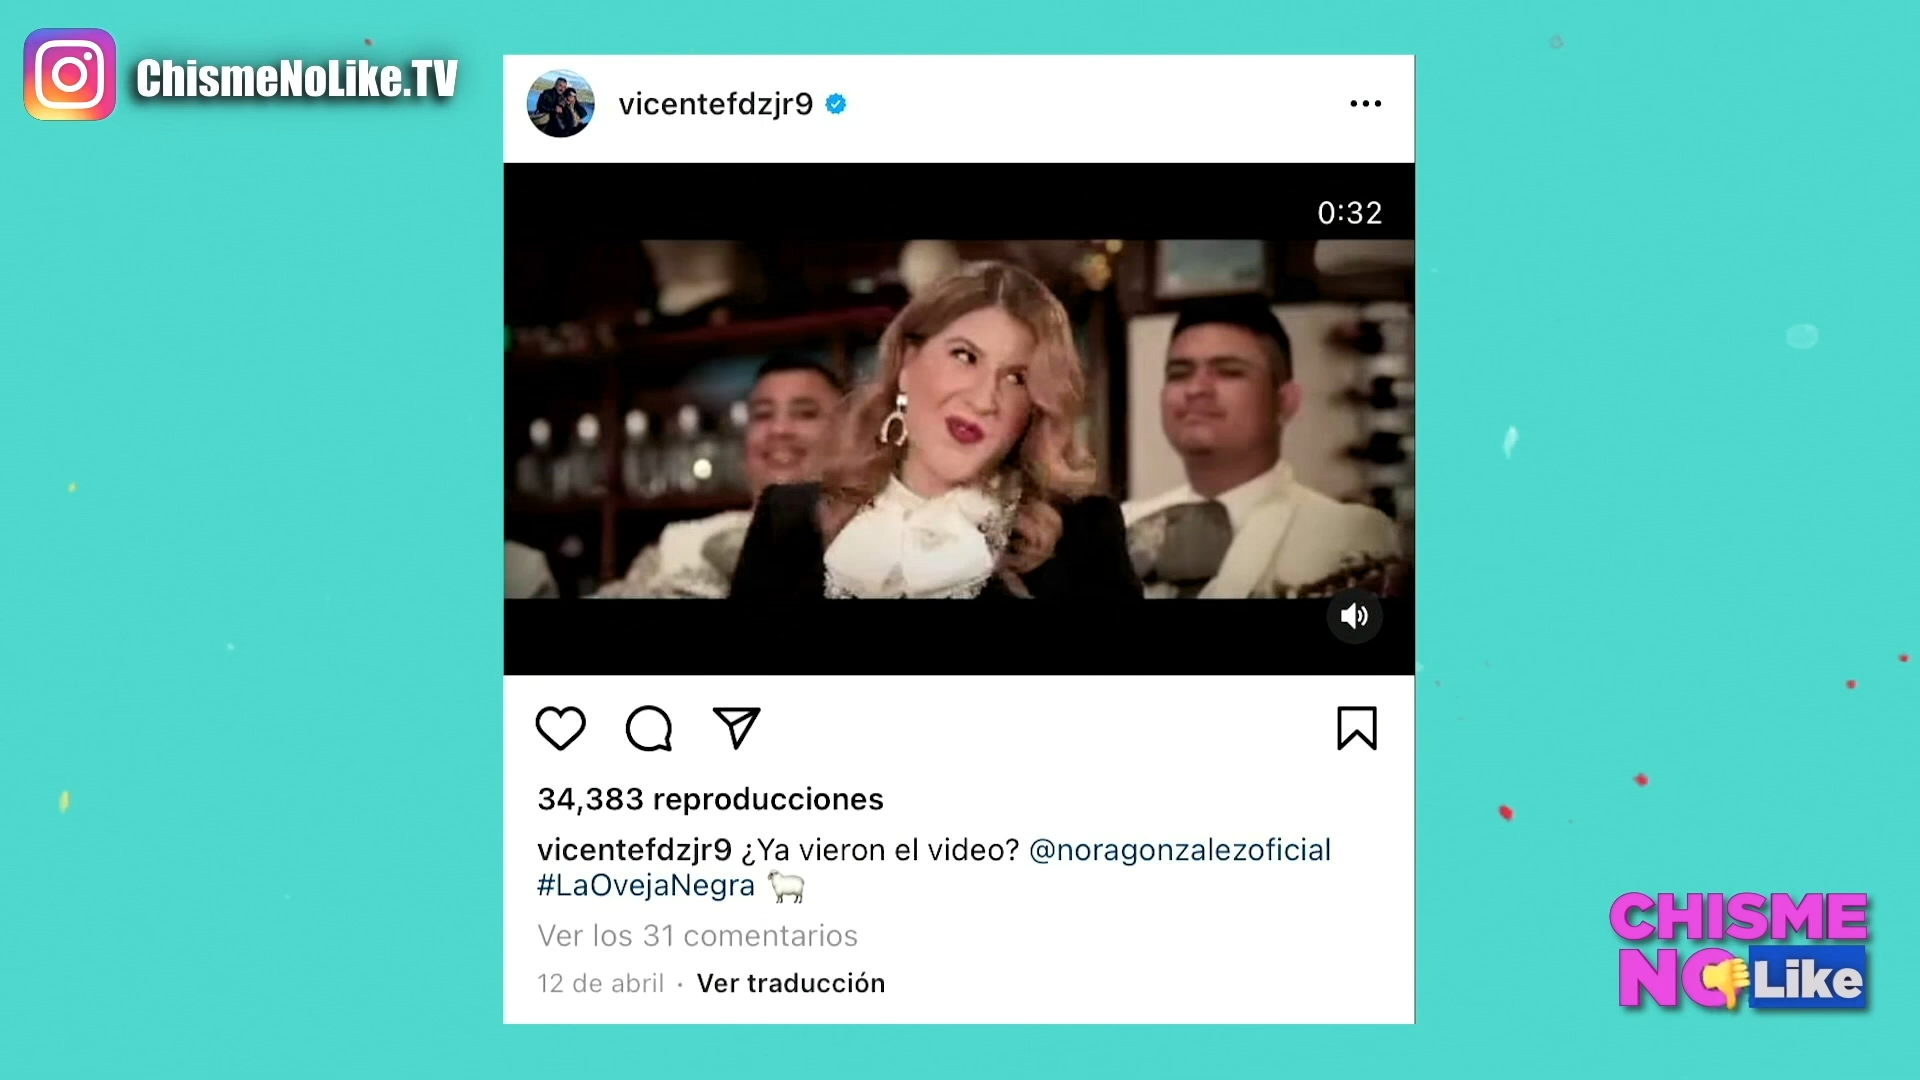 ChismeNoLike.TV
vicentefdzjr9
0:32
34,383 reproducciones
vicentefdzjr9 ¿Ya vieron el video? @noragonzalezoficial
#LaOvejaNegra 🐑
Ver los 31 comentarios
12 de abril · Ver traducción
CHISME
NO Like